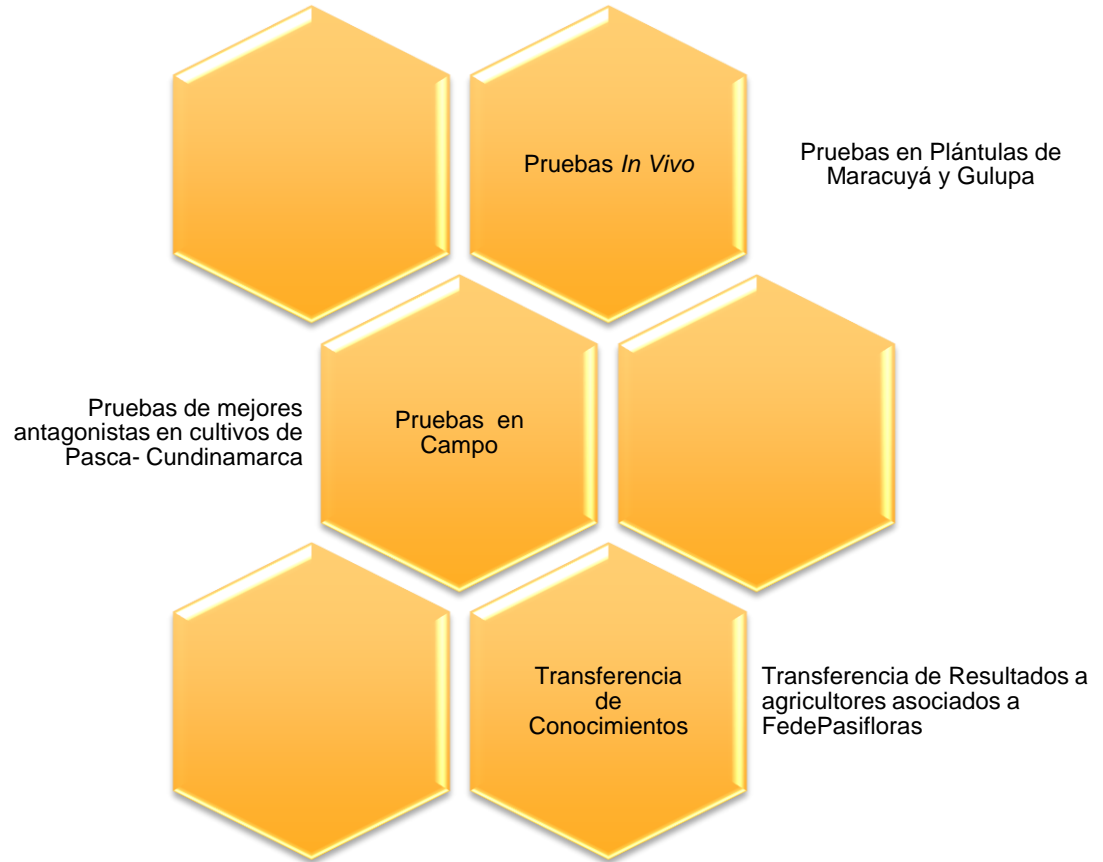 Pruebas In Vivo
Pruebas en Plántulas de
Maracuyá y Gulupa
Pruebas de mejores
antagonistas en cultivos de
Pasca- Cundinamarca
Pruebas en
Campo
Transferencia
de
Conocimientos
Transferencia de Resultados a
agricultores asociados a
FedePasifloras